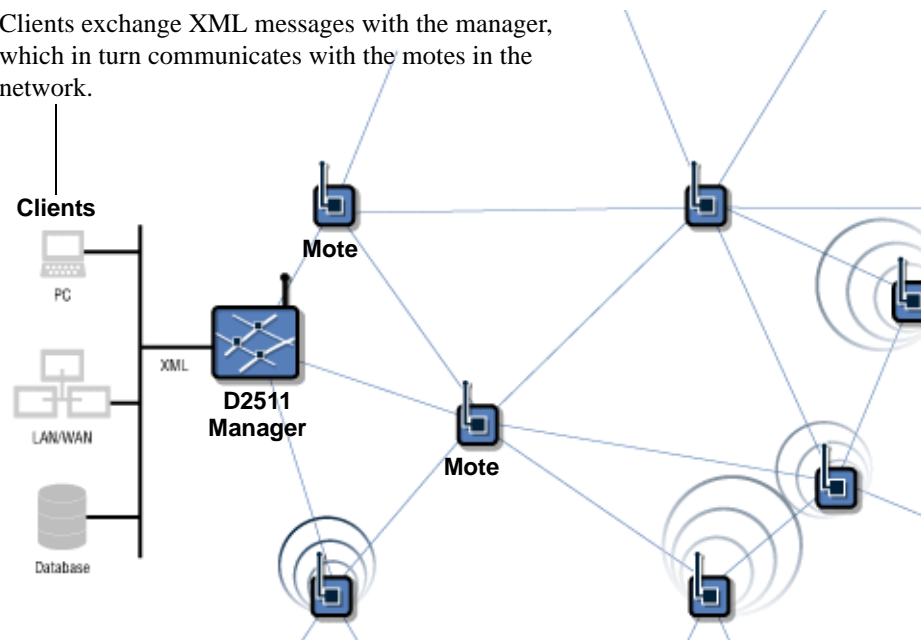 Clients exchange XML messages with the manager,
which in turn communicates with the motes in the
network.
Clients
PC
LAN/WAN
Database
XML
D2511
Manager
Mote
Mote